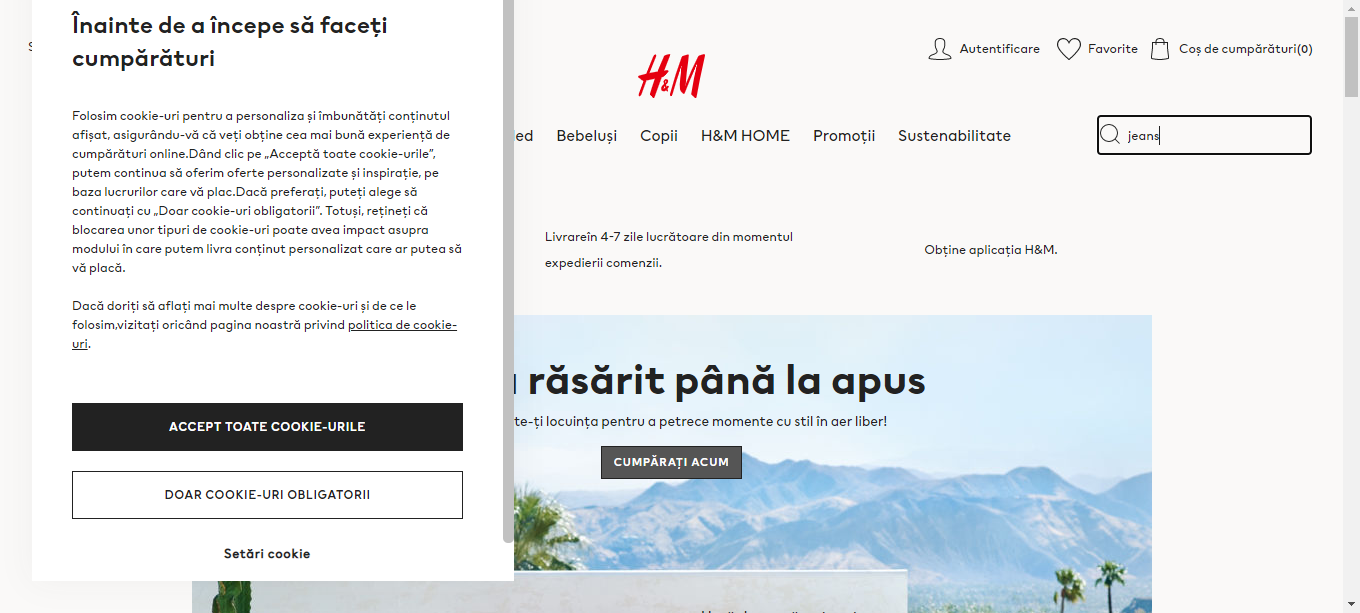 Înainte de a începe să faceți
cumpărături
Folosim cookie-uri pentru a personaliza și îmbunătăți conținutul
afișat, asigurându-vă că veți obține cea mai bună experiență de
cumpărături online.Dând clic pe „Acceptă toate cookie-urile”,
putem continua să oferim oferte personalizate și inspirație, pe
baza lucrurilor care vă plac.Dacă preferați, puteți alege să
continuați cu „Doar cookie-uri obligatorii”. Totuși, rețineți că
blocarea unor tipuri de cookie-uri poate avea impact asupra
modului în care putem livra conținut personalizat care ar putea să
vă placă.
Dacă doriți să aflați mai multe despre cookie-uri și de ce le
folosim,vizitați oricând pagina noastră privind politica de cookie-
uri.
ACCEPT TOATE COOKIE-URILE
DOAR COOKIE-URI OBLIGATORII
Setări cookie
Autentificare Favorite Coș de cumpărături(0)
H&M
Bebeluși Copii H&M HOME Promoții Sustenabilitate
jeans
Livrareîn 4-7 zile lucrătoare din momentul
expedierii comenzii.
Obține aplicația H&M.
răsărit până la apus
te-ți locuința pentru a petrece momente cu stil în aer liber!
CUMPĂRAȚI ACUM